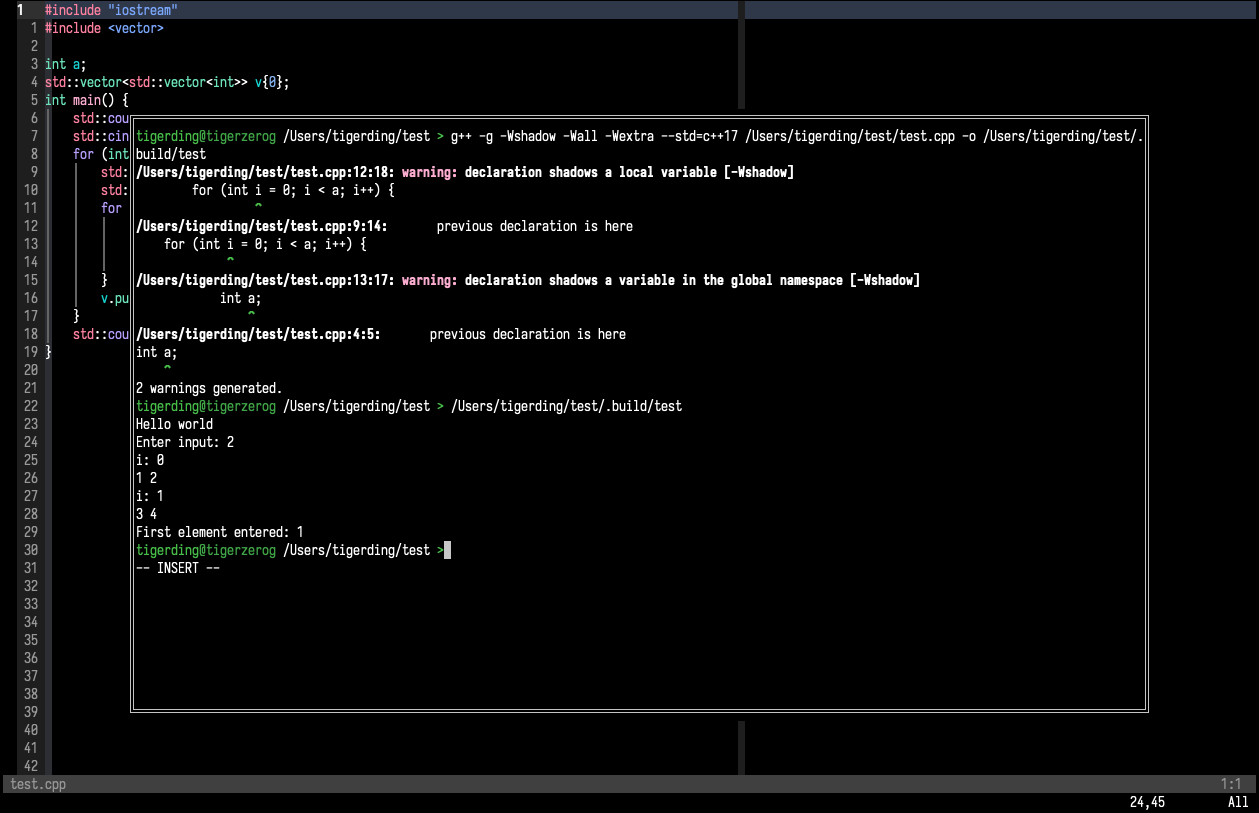 1 #include "iostream"
1 #include <vector>
2
3 int a;
4 std::vector<std::vector<int>> v{0};
5 int main() {
6 std::cou
7 std::cin
8 for (int
9 std:
10 std:
11 for
12
13
14
15 }
16 v.pu
17 }
18 std::cou
19 }
20
21
22
23
24
25
26
27
28
29
30
31
32
33
34
35
36
37
38
39
40
41
42
tigerding@tigerzerog /Users/tigerding/test > g++ -g -Wshadow -Wall -Wextra --std=c++17 /Users/tigerding/test/test.cpp -o /Users/tigerding/test/.
build/test
/Users/tigerding/test/test.cpp:12:18: warning: declaration shadows a local variable [-Wshadow]
for (int i = 0; i < a; i++) {
^
/Users/tigerding/test/test.cpp:9:14: previous declaration is here
for (int i = 0; i < a; i++) {
^
/Users/tigerding/test/test.cpp:13:17: warning: declaration shadows a variable in the global namespace [-Wshadow]
int a;
^
/Users/tigerding/test/test.cpp:4:5: previous declaration is here
int a;
^
2 warnings generated.
tigerding@tigerzerog /Users/tigerding/test > /Users/tigerding/test/.build/test
Hello world
Enter input: 2
i: 0
1 2
i: 1
3 4
First element entered: 1
tigerding@tigerzerog /Users/tigerding/test >
-- INSERT --
test.cpp 1:1
24,45 All